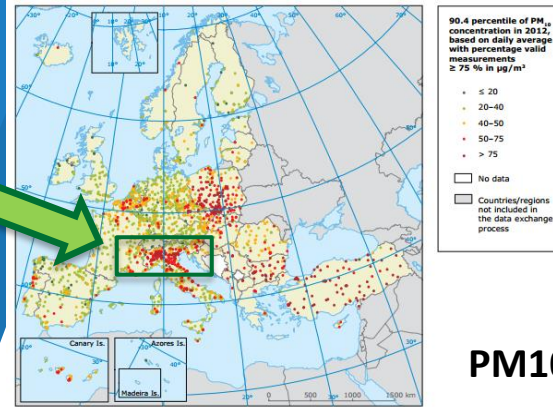 90.4 percentile of PM₁
concentration in 2012,
based on daily average
with percentage valid
measurements
≥ 75 % in µg/m³
≤ 20
20–40
40–50
50–75
> 75
No data
Countries/regions
not included in
the data exchange
process
Canary Is.
Azores Is.
Madeira Is.
0 500 1000 1500 km
PM10